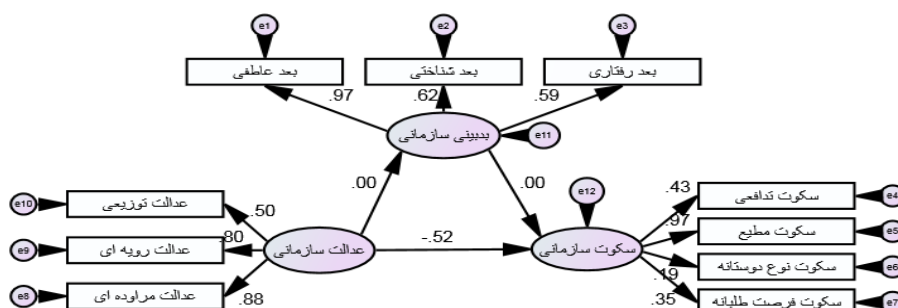 e1
e2
e3
بعد عاطفی
بعد شناختی
بعد رفتاری
.97
.62
.59
بدبینی سازمانی
e11
.00
.00
e12
e10
عدالت توزیعی
.50
e9
عدالت رویه ای
.80
e8
عدالت مراوده ای
.88
عدالت سازمانی
-.52
سکوت سازمانی
.43
سکوت تدافعی
e4
.97
سکوت مطیع
e5
.19
سکوت نوع دوستانه
e6
.35
سکوت فرصت طلبانه
e7